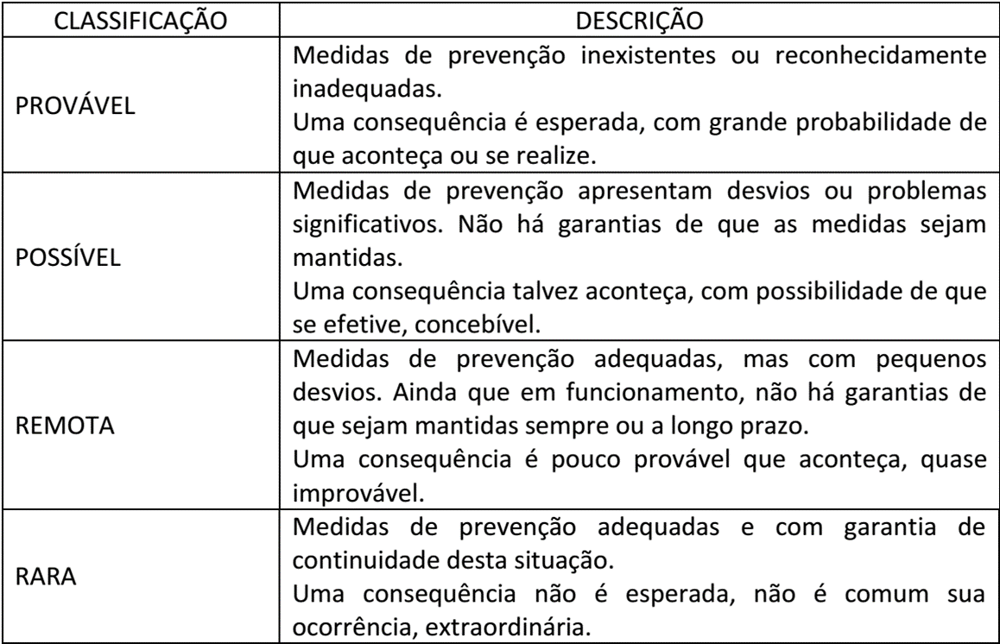 CLASSIFICAÇÃO
DESCRIÇÃO
PROVÁVEL
Medidas de prevenção inexistentes ou reconhecidamente
inadequadas.
Uma consequência é esperada, com grande probabilidade de
que aconteça ou se realize.
POSSÍVEL
Medidas de prevenção apresentam desvios ou problemas
significativos. Não há garantias de que as medidas sejam
mantidas.
Uma consequência talvez aconteça, com possibilidade de que
se efetive, concebível.
REMOTA
Medidas de prevenção adequadas, mas com pequenos
desvios. Ainda que em funcionamento, não há garantias de
que sejam mantidas sempre ou a longo prazo.
Uma consequência é pouco provável que aconteça, quase
improvável.
RARA
Medidas de prevenção adequadas e com garantia de
continuidade desta situação.
Uma consequência não é esperada, não é comum sua
ocorrência, extraordinária.